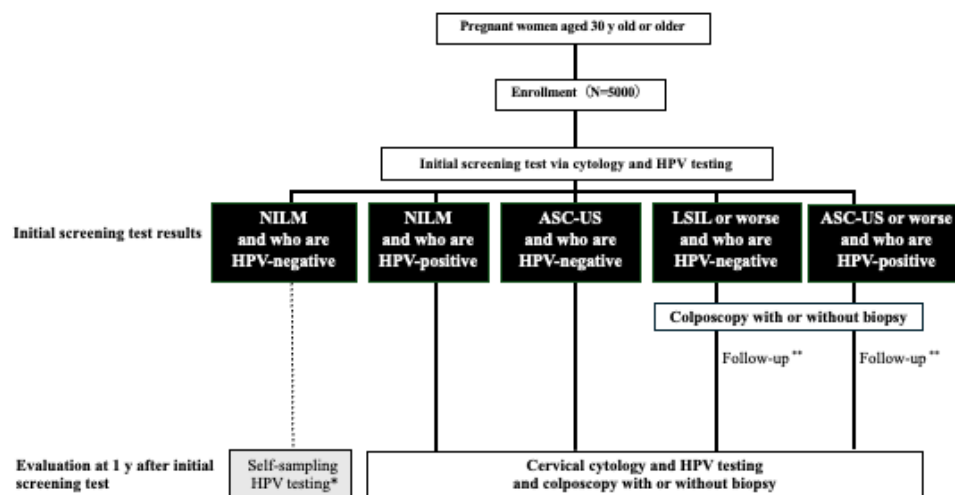 Pregnant women aged 30 y old or older
Enrollment （N=5000）
Initial screening test via cytology and HPV testing
Initial screening test results
NILM
and who are
HPV-negative
NILM
and who are
HPV-positive
ASC-US
and who are
HPV-negative
LSIL or worse
and who are
HPV-negative
ASC-US or worse
and who are
HPV-positive
Colposcopy with or without biopsy
Follow-up **
Follow-up **
Evaluation at 1 y after initial
screening test
Self-sampling
HPV testing*
Cervical cytology and HPV testing
and colposcopy with or without biopsy